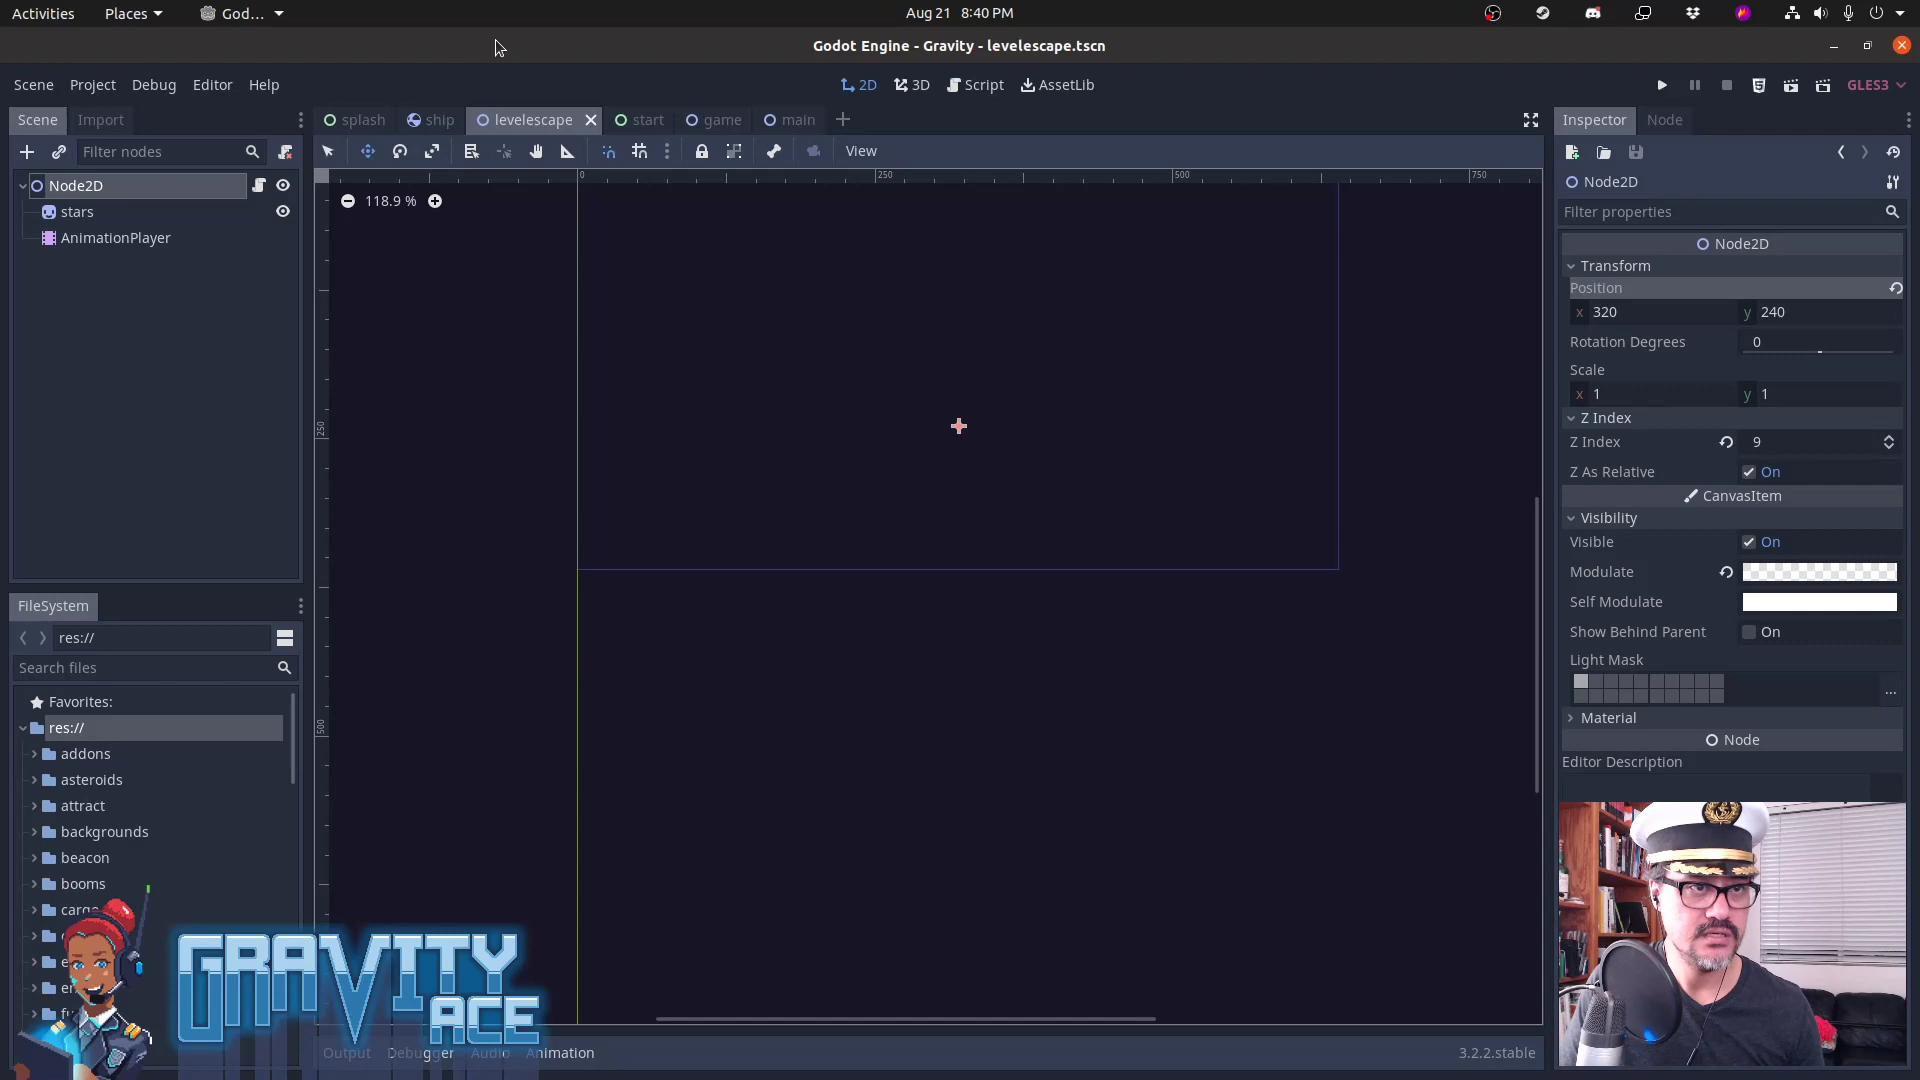 Activities Places God... Aug 21 8:40 PM
Godot Engine - Gravity - levelescape.tscn
Scene Project Debug Editor Help 2D 3D Script AssetLib GLES3
Scene Import splash ship levelescape start game main Inspector Node
Filter nodes View
Node2D
stars
AnimationPlayer
0 250 500 750
118.9 %
250
500
Node2D
Filter properties
Node2D
Transform
Position
x 320 y 240
Rotation Degrees 0
Scale
x 1 y 1
Z Index
Z Index 9
Z As Relative On
CanvasItem
Visibility
Visible On
Modulate
Self Modulate
Show Behind Parent On
Light Mask
...
Material
Node
Editor Description
FileSystem
res://
Search files
Favorites:
res://
addons
asteroids
attract
backgrounds
beacon
booms
GRAVITY
ACE
Output Debugger Audio Animation 3.2.2.stable